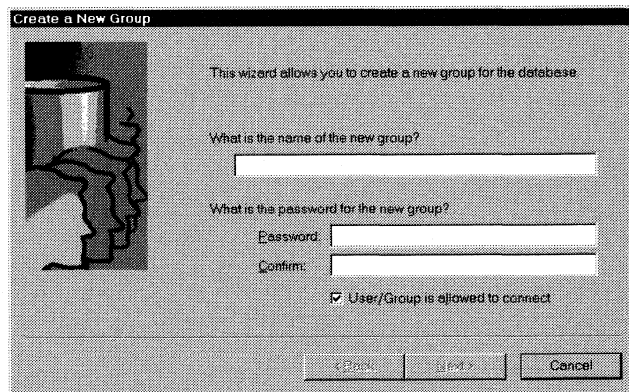 Create a New Group
This wizard allows you to create a new group for the database
What is the name of the new group?
What is the password for the new group?
Password:
Confirm:
User/Group is allowed to connect
< Back
Next >
Cancel